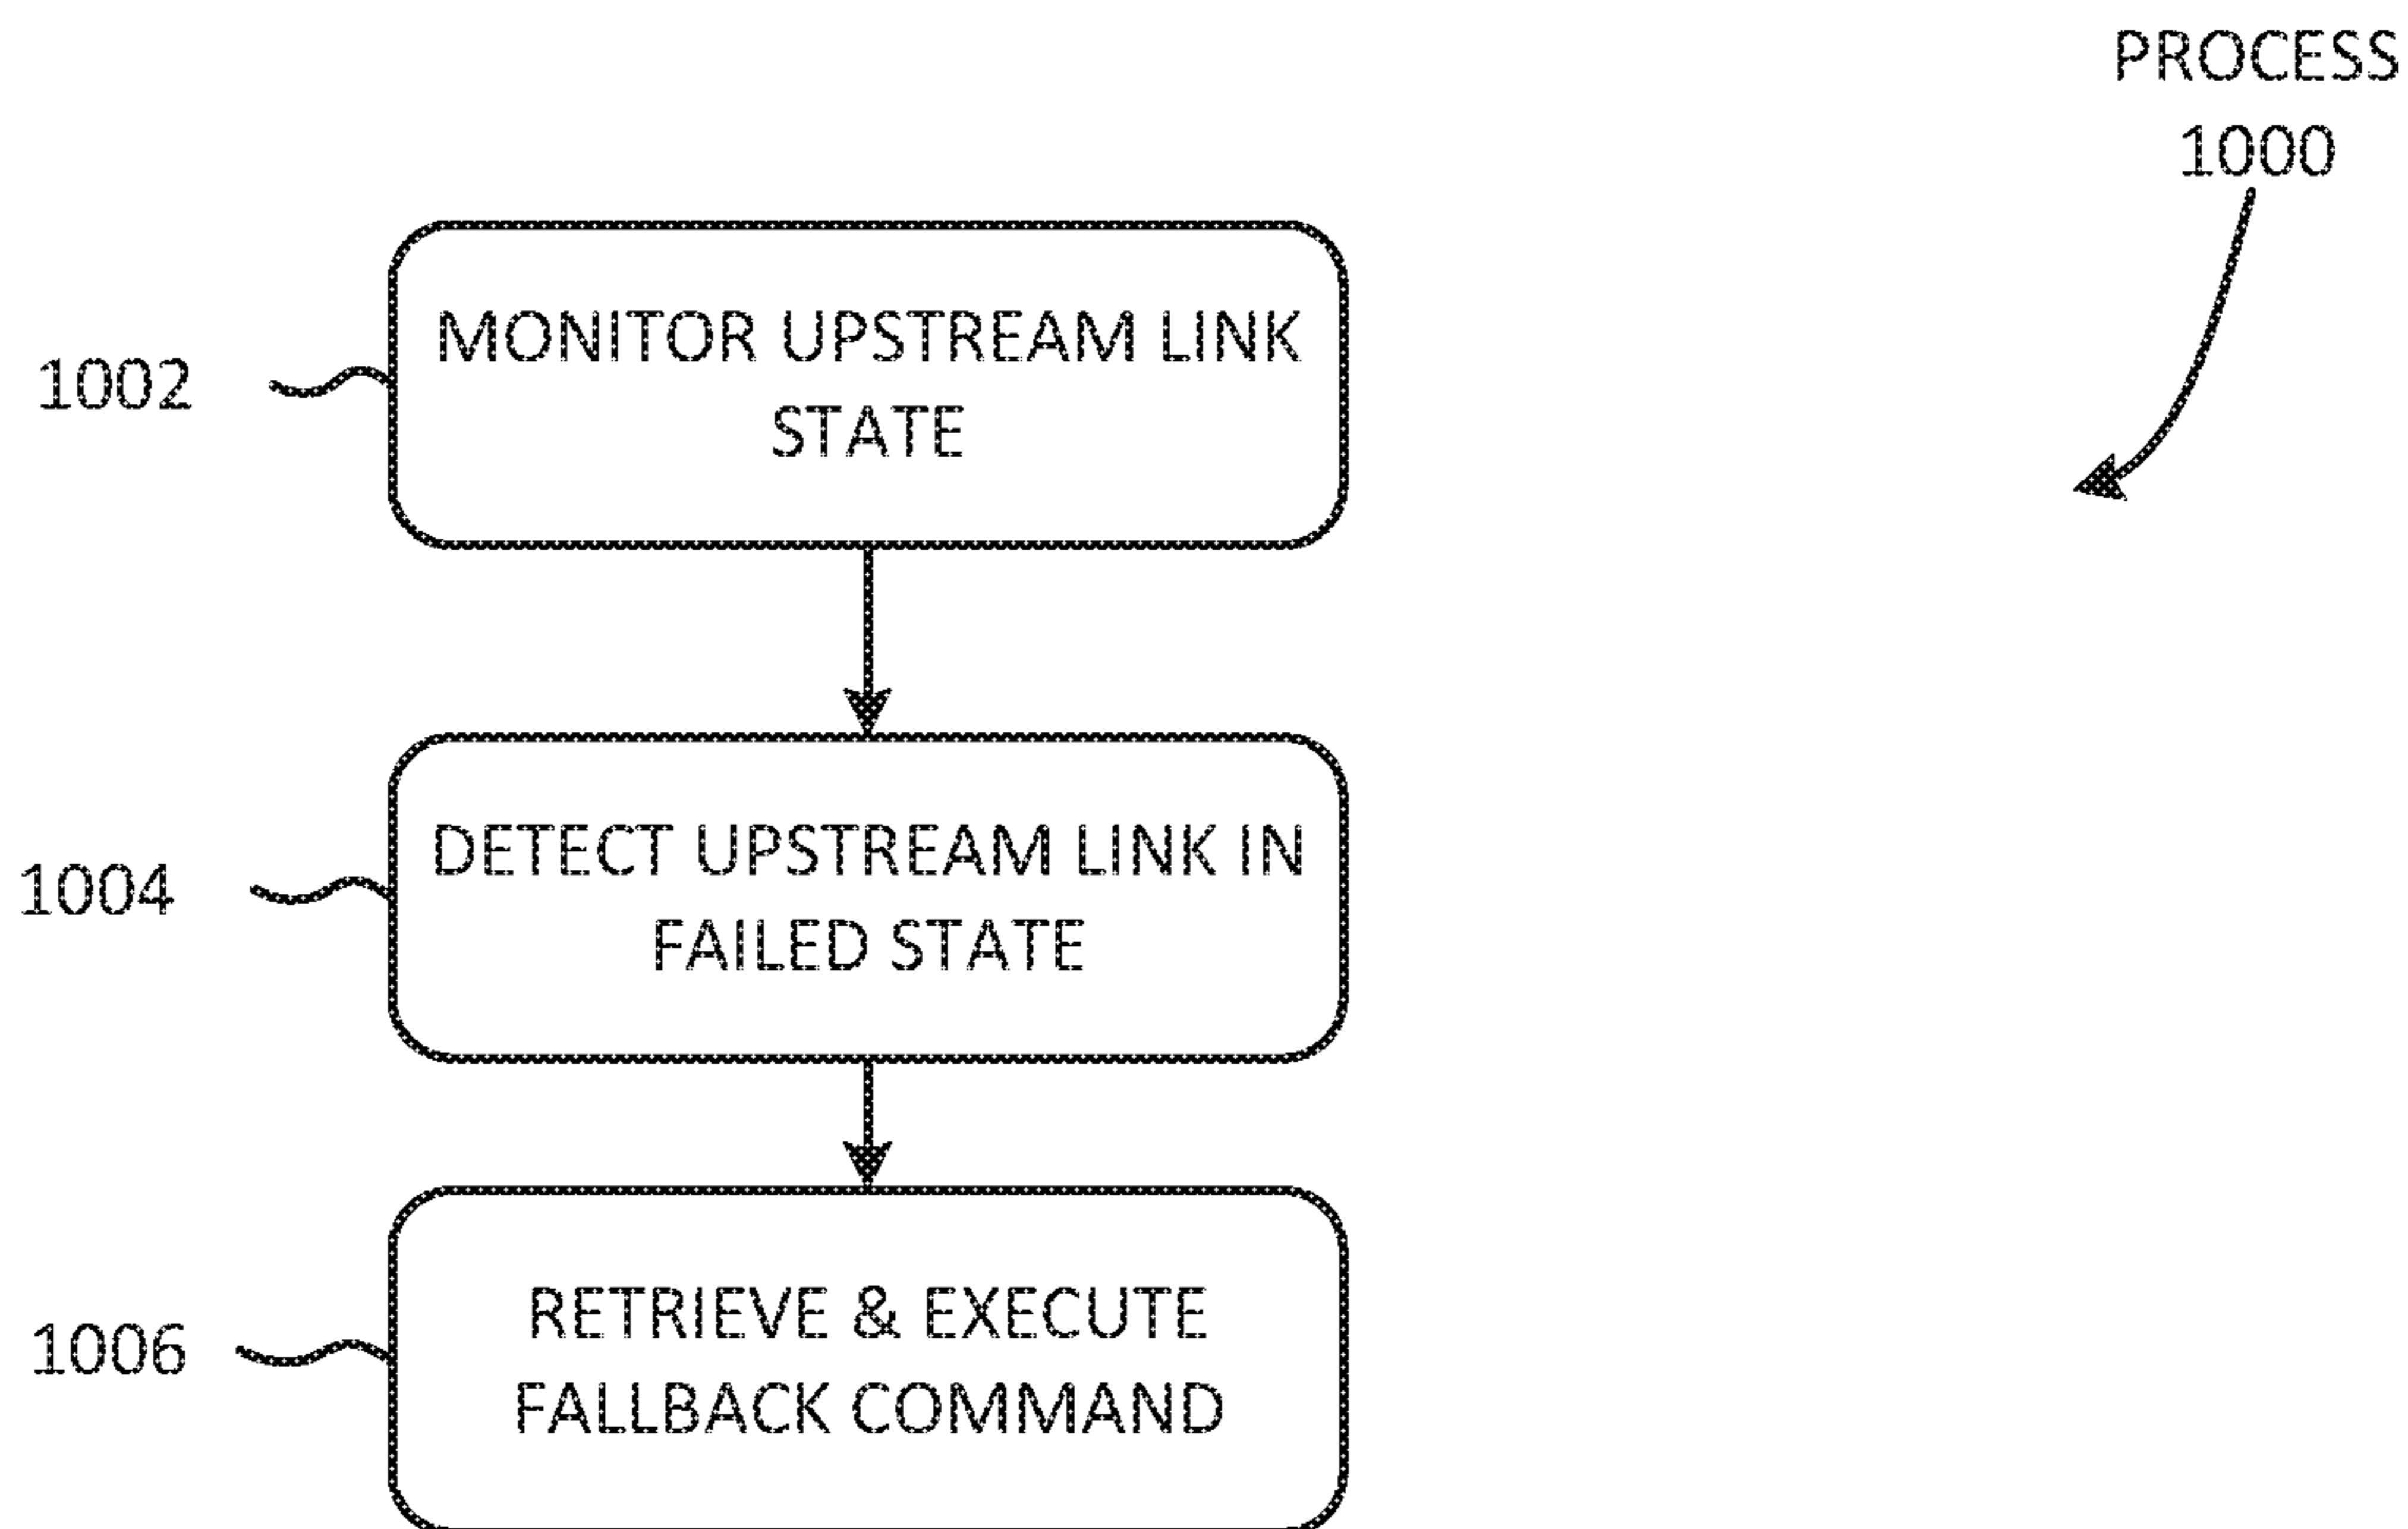 PROCESS
1000
1002
MONITOR UPSTREAM LINK
STATE
1004
DETECT UPSTREAM LINK IN
FAILED STATE
1006
RETRIEVE & EXECUTE
FALLBACK COMMAND